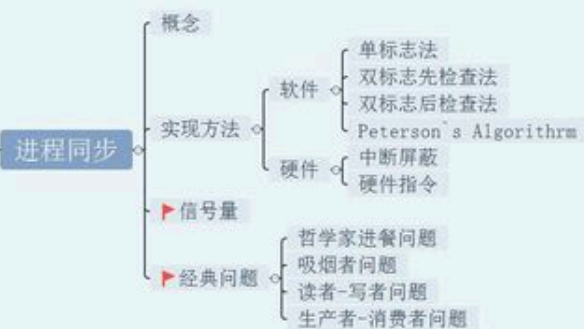 进程同步
概念
实现方法
软件
单标志法
双标志先检查法
双标志后检查法
Peterson`s Algorithrm
硬件
中断屏蔽
硬件指令
信号量
经典问题
哲学家进餐问题
吸烟者问题
读者-写者问题
生产者-消费者问题